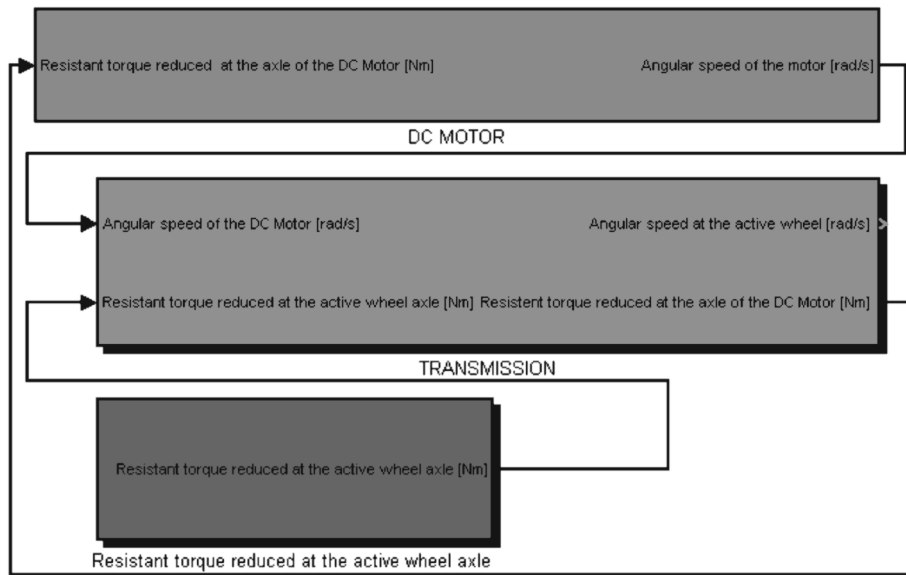 Resistant torque reduced at the axle of the DC Motor [Nm] Angular speed of the motor [rad/s]
DC MOTOR
Angular speed of the DC Motor [rad/s] Angular speed at the active wheel [rad/s]
Resistant torque reduced at the active wheel axle [Nm] Resistent torque reduced at the axle of the DC Motor [Nm]
TRANSMISSION
Resistant torque reduced at the active wheel axle [Nm]
Resistant torque reduced at the active wheel axle